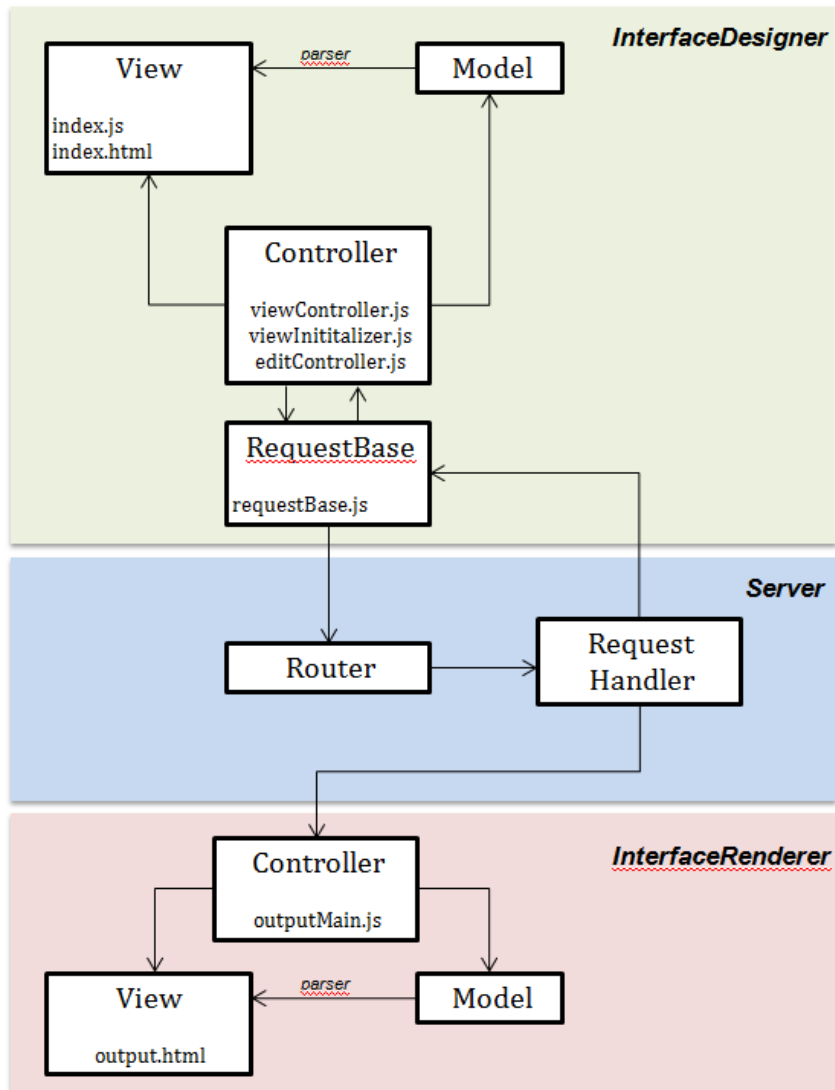 InterfaceDesigner
View
parser
Model
index.js
index.html
Controller
viewController.js
viewInititalizer.js
editController.js
RequestBase
requestBase.js
Server
Router
Request
Handler
InterfaceRenderer
Controller
outputMain.js
View
parser
Model
output.html